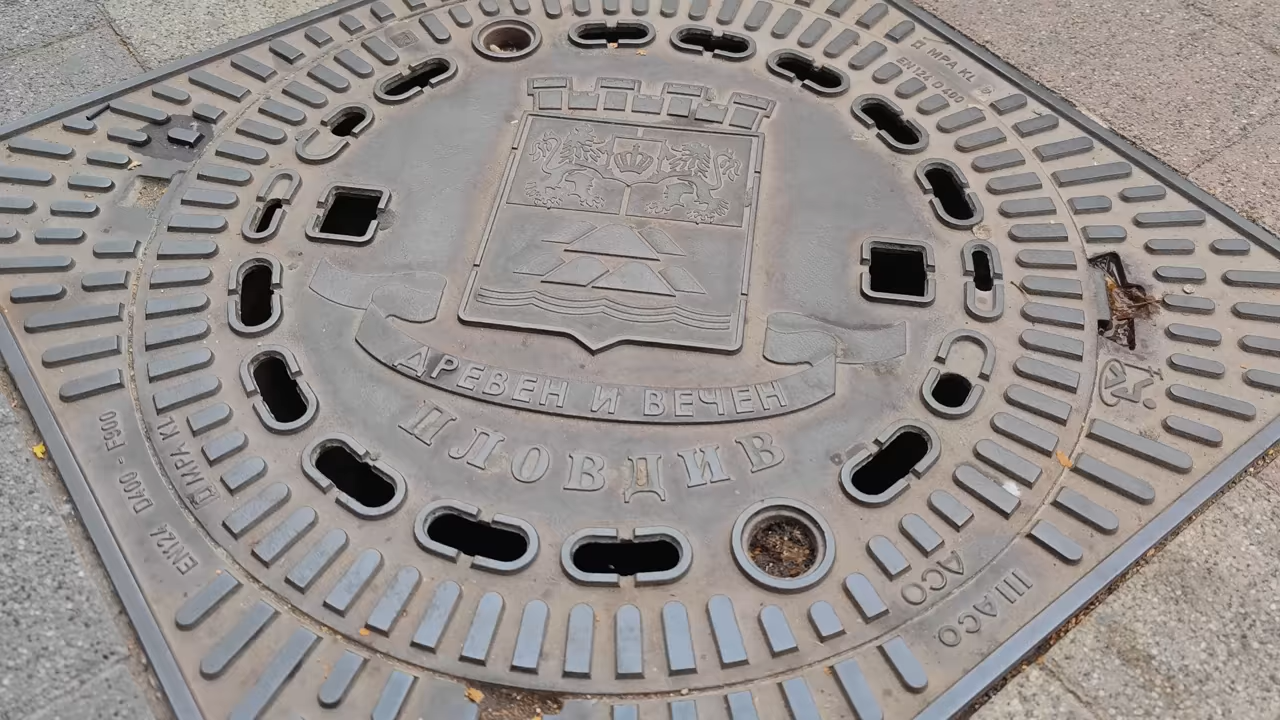 MPA KL
EN124 D400
ДРЕВЕН И ВЕЧЕН
ПЛОВДИВ
EN124 D400 - F900
MPA KL
ACO
ACO